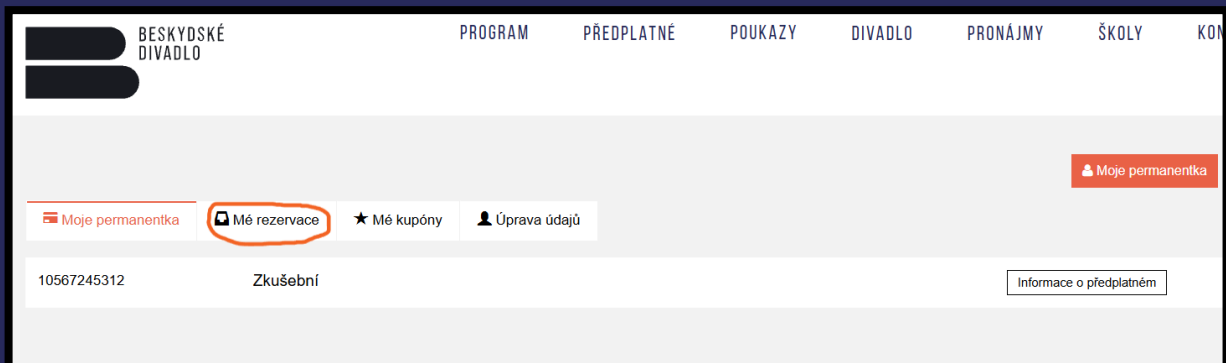 BESKYDSKÉ
DIVADLO
PROGRAM PŘEDPLATNÉ POUKAZY DIVADLO PRONÁJMY ŠKOLY
Moje permanentka
Moje permanentka Mé rezervace Mé kupóny Úprava údajů
10567245312 Zkušební Informace o předplatném